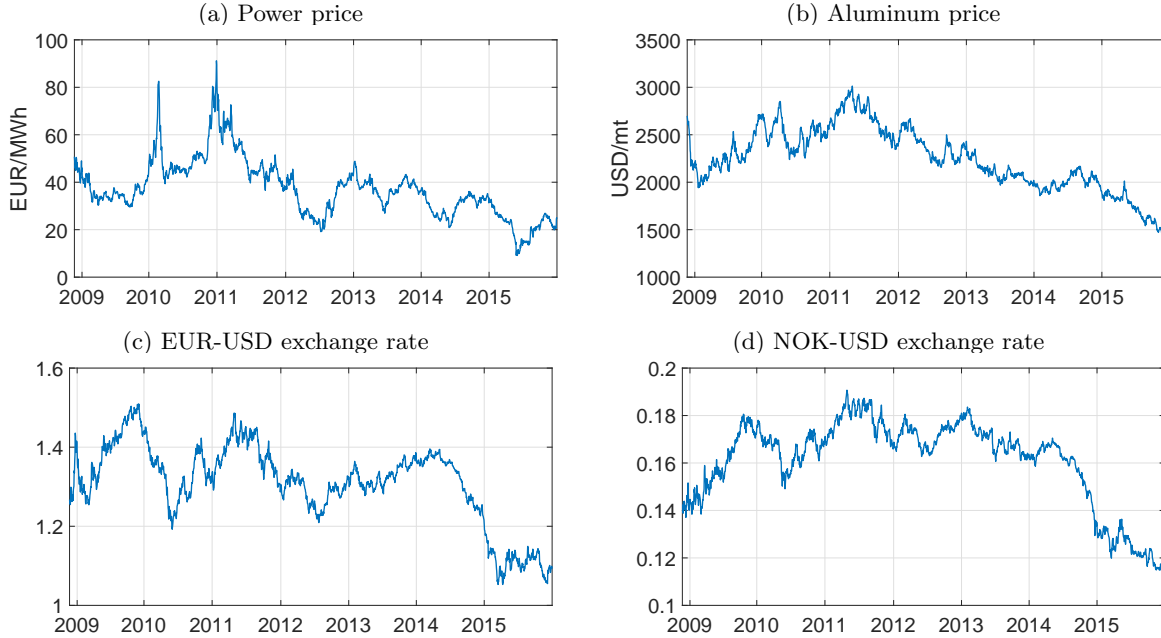 (a) Power price
(b) Aluminum price
100
80
60
40
20
0
EUR/MWh
2009 2010 2011 2012 2013 2014 2015
3500
3000
2500
2000
1500
1000
USD/mt
2009 2010 2011 2012 2013 2014 2015
(c) EUR-USD exchange rate
(d) NOK-USD exchange rate
1.6
1.4
1.2
1
2009 2010 2011 2012 2013 2014 2015
0.2
0.18
0.16
0.14
0.12
0.1
2009 2010 2011 2012 2013 2014 2015